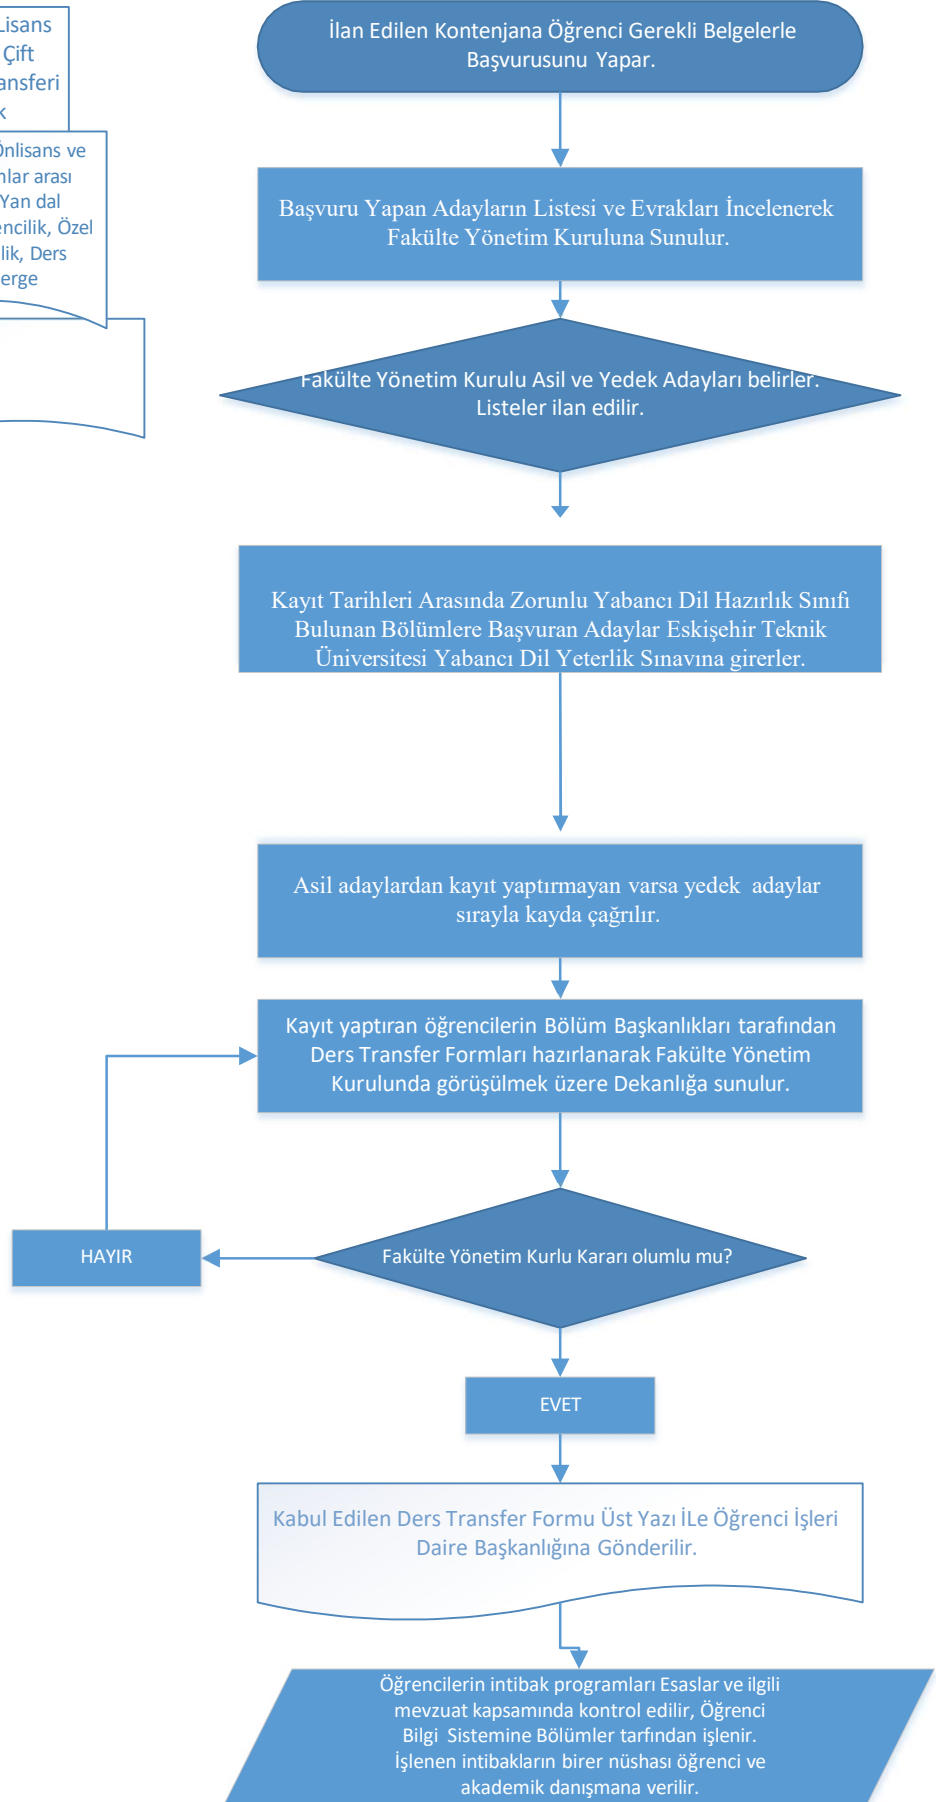 Lisans
Çift
ansferi
k
Önlisans ve
nlar arası
Yan dal
encilik, Özel
ilik, Ders
erge
İlan Edilen Kontenjana Öğrenci Gerekli Belgelerle
Başvurusunu Yapar.
Başvuru Yapan Adayların Listesi ve Evrakları İncelenerek
Fakülte Yönetim Kuruluna Sunulur.
Fakülte Yönetim Kurulu Asil ve Yedek Adayları belirler.
Listeler ilan edilir.
Kayıt Tarihleri Arasında Zorunlu Yabancı Dil Hazırlık Sınıfı
Bulunan Bölümlere Başvuran Adaylar Eskişehir Teknik
Üniversitesi Yabancı Dil Yeterlik Sınavına girerler.
Asil adaylardan kayıt yaptırmayan varsa yedek adaylar
sırayla kayda çağrılır.
Kayıt yaptıran öğrencilerin Bölüm Başkanlıkları tarafından
Ders Transfer Formları hazırlanarak Fakülte Yönetim
Kurulunda görüşülmek üzere Dekanlığa sunulur.
HAYIR
Fakülte Yönetim Kurlu Kararı olumlu mu?
EVET
Kabul Edilen Ders Transfer Formu Üst Yazı İLe Öğrenci İşleri
Daire Başkanlığına Gönderilir.
Öğrencilerin intibak programları Esaslar ve ilgili
mevzuat kapsamında kontrol edilir, Öğrenci
Bilgi Sistemine Bölümler tarfından işlenir.
İşlenen intibakların birer nüshası öğrenci ve
akademik danışmana verilir.